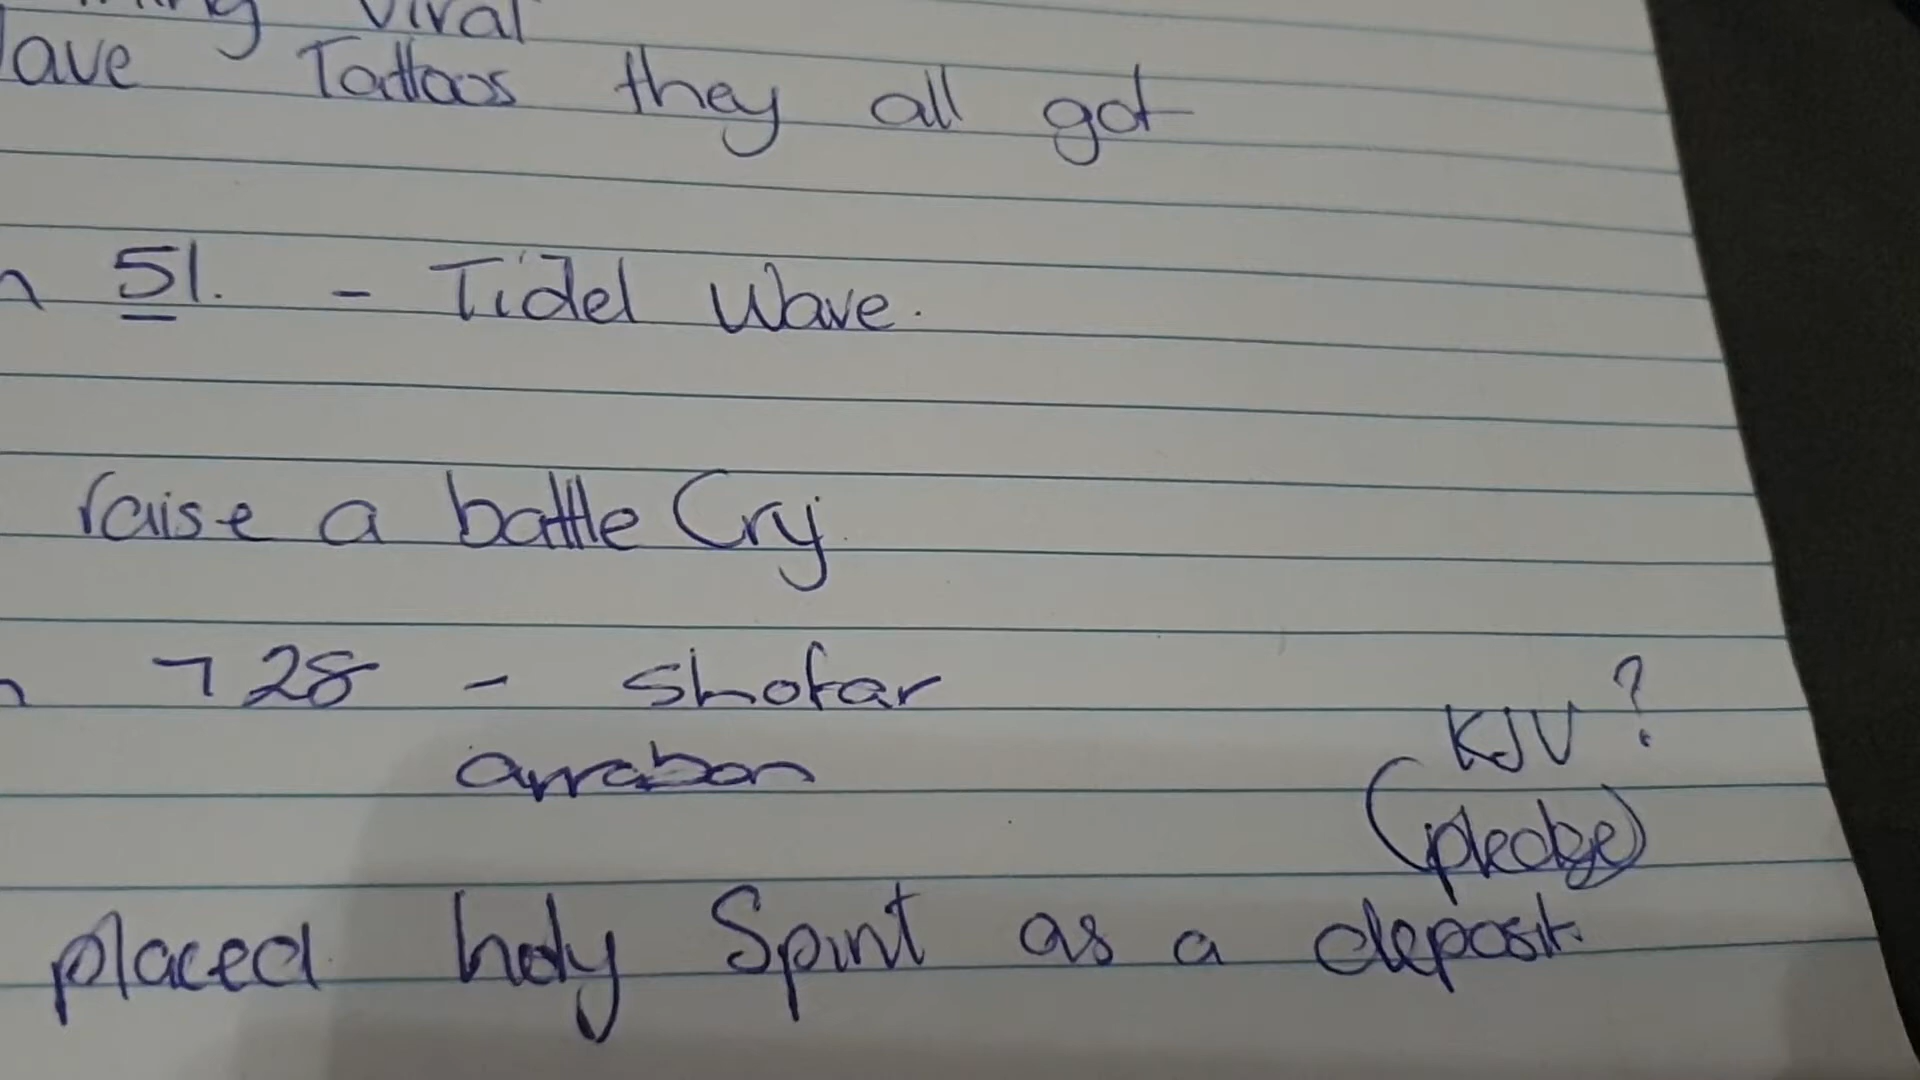 Viral
ave Tattoos they all got
51. - Tidel Wave.
raise a battle Cry
728 - shofar
KJV?
arrabon
(pledge)
placed holy Spirit as a deposit